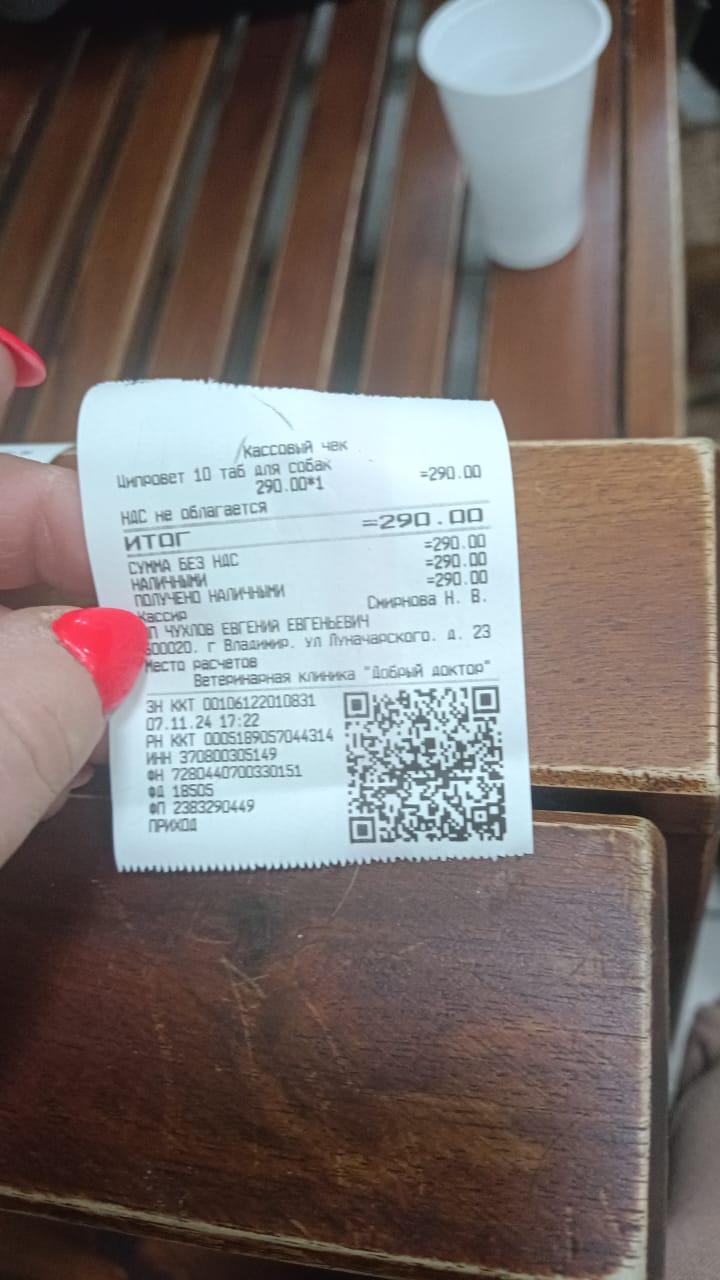 Кассовый чек
Ципровет 10 таб для собак
290.00*1 =290.00
НДС не облагается
ИТОГ =290.00
СУММА БЕЗ НДС =290.00
НАЛИЧНЫМИ =290.00
ПОЛУЧЕНО НАЛИЧНЫМИ =290.00
Кассир Смирнова Н. В.
ЧУХЛОВ ЕВГЕНИЯ ЕВГЕНЬЕВИЧ
600020. г Владимир. ул Луначарского. д. 23
Место расчетов
Ветеринарная клиника "Добрый доктор"
ЗН ККТ 00106122010831
07.11.24 17:22
РН ККТ 0005189057044314
ИНН 370800305149
ФН 7280440700330151
ФД 18505
ФП 2383290449
ПРИХОД